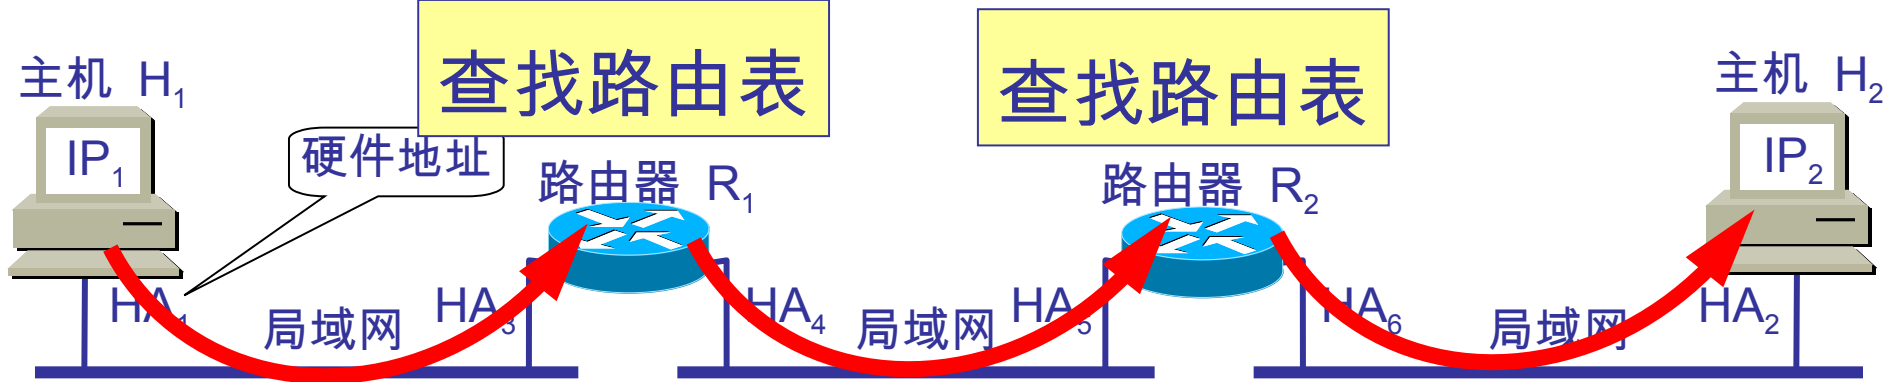 查找路由表
查找路由表
主机 H1
主机 H2
IP1
硬件地址
路由器 R1
路由器 R2
IP2
HA1
局域网
HA3
HA4
局域网
HA5
HA6
局域网
HA2